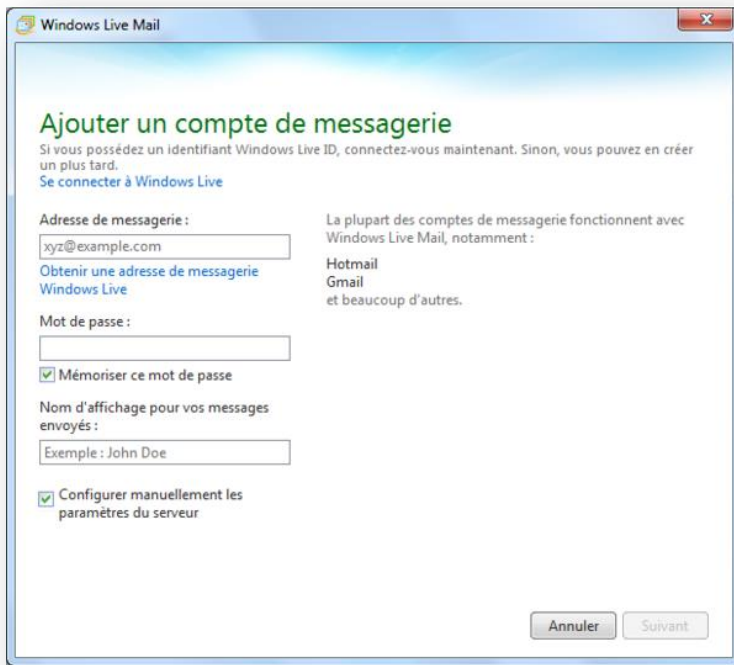 Windows Live Mail
Ajouter un compte de messagerie
Si vous possédez un identifiant Windows Live ID, connectez-vous maintenant. Sinon, vous pouvez en créer
un plus tard.
Se connecter à Windows Live
Adresse de messagerie :
xyz@example.com
Obtenir une adresse de messagerie
Windows Live
Mot de passe :
Mémoriser ce mot de passe
Nom d'affichage pour vos messages
envoyés :
Exemple : John Doe
Configurer manuellement les
paramètres du serveur
La plupart des comptes de messagerie fonctionnent avec
Windows Live Mail, notamment :
Hotmail
Gmail
et beaucoup d'autres.
Annuler
Suivant